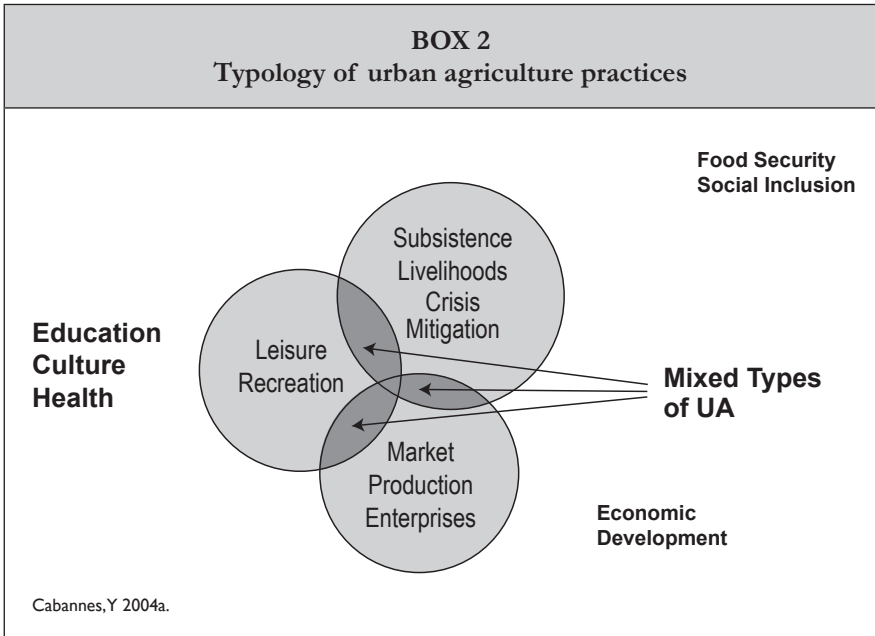 BOX 2
Typology of urban agriculture practices
Food Security
Social Inclusion
Subsistence
Livelihoods
Crisis
Mitigation
Education
Culture
Health
Leisure
Recreation
Mixed Types
of UA
Market
Production
Enterprises
Economic
Development
Cabannes,Y 2004a.